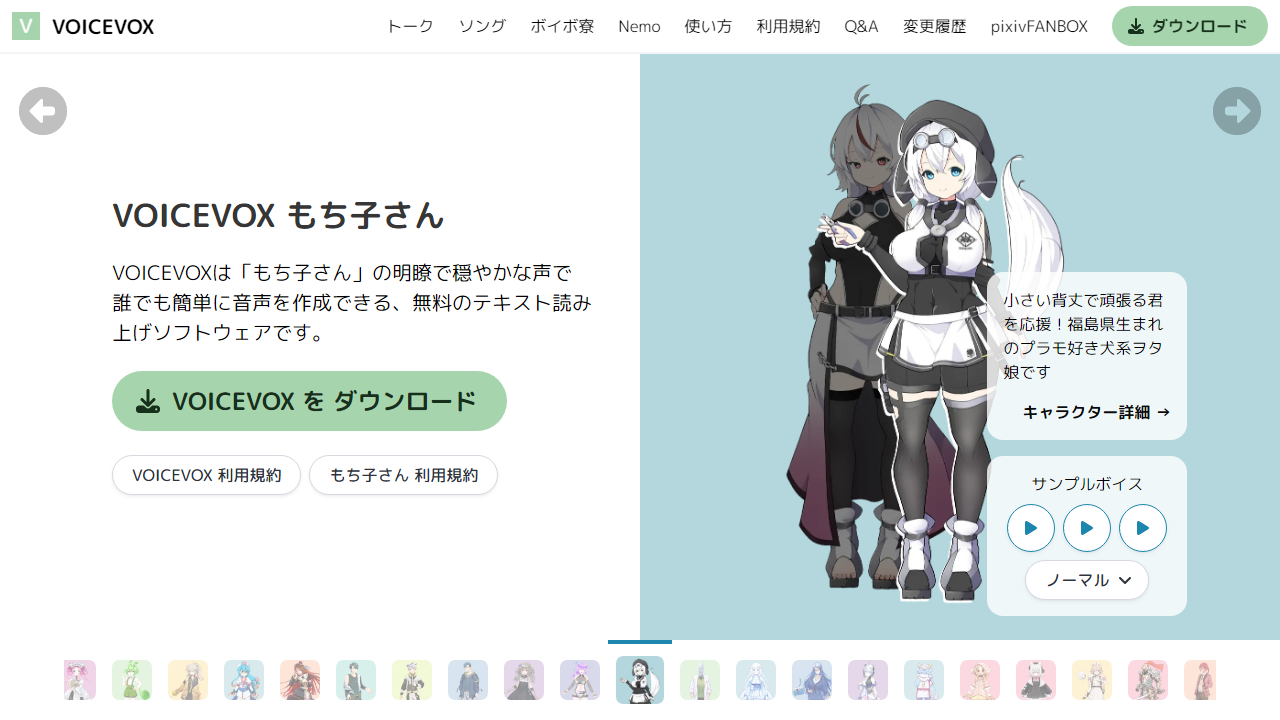 V VOICEVOX トーク ソング ボイボ寮 Nemo 使い方 利用規約 Q&A 変更履歴 pixivFANBOX ダウンロード
VOICEVOX もち子さん
VOICEVOXは「もち子さん」の明瞭で穏やかな声で
誰でも簡単に音声を作成できる、無料のテキスト読み
上げソフトウェアです。
VOICEVOX を ダウンロード
VOICEVOX 利用規約 もち子さん 利用規約
小さい背丈で頑張る君
を応援！福島県生まれ
のプラモ好き犬系ヲタ
娘です
キャラクター詳細 →
サンプルボイス
ノーマル